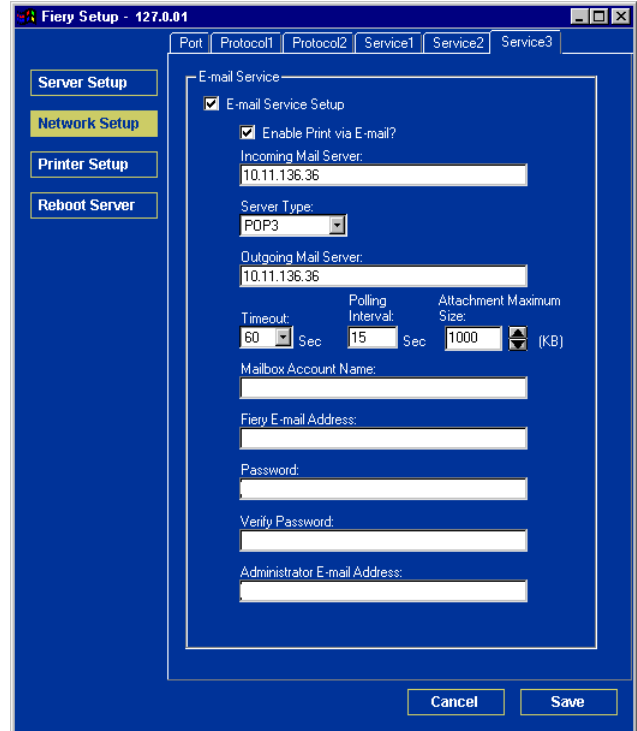 Fiery Setup - 127.0.01
Port Protocol1 Protocol2 Service1 Service2 Service3
Server Setup
Network Setup
Printer Setup
Reboot Server
E-mail Service
E-mail Service Setup
Enable Print via E-mail?
Incoming Mail Server:
10.11.136.36
Server Type:
POP3
Outgoing Mail Server:
10.11.136.36
Timeout:
60 Sec
Polling
Interval:
15 Sec
Attachment Maximum
Size:
1000 (KB)
Mailbox Account Name:
Fiery E-mail Address:
Password:
Verify Password:
Administrator E-mail Address:
Cancel Save